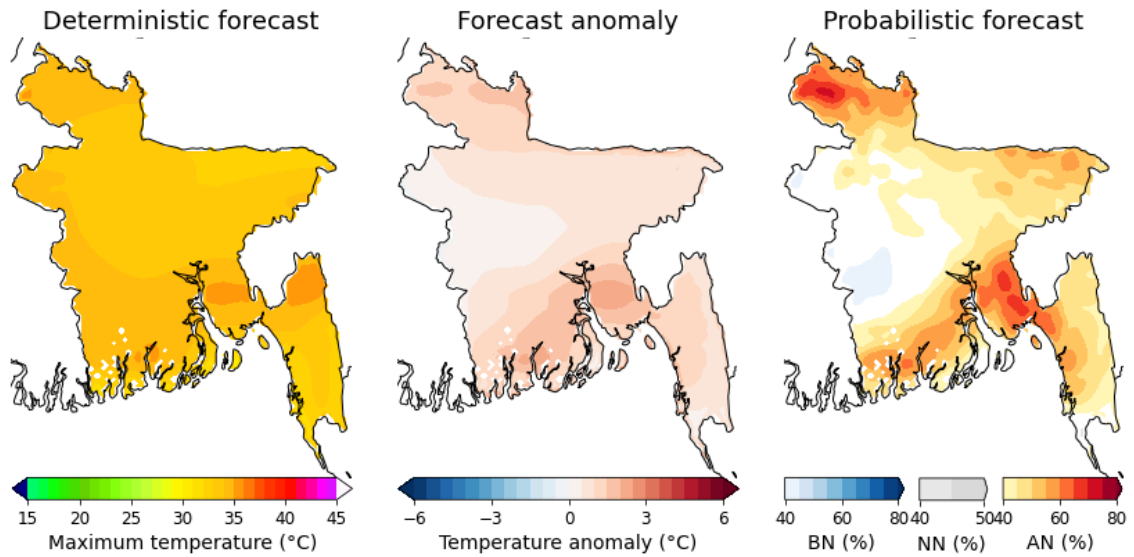 Deterministic forecast
Forecast anomaly
Probabilistic forecast
15 20 25 30 35 40 45
Maximum temperature (°C)
−6 −3 0 3 6
Temperature anomaly (°C)
40 60 80
BN (%)
40 50
NN (%)
40 60 80
AN (%)